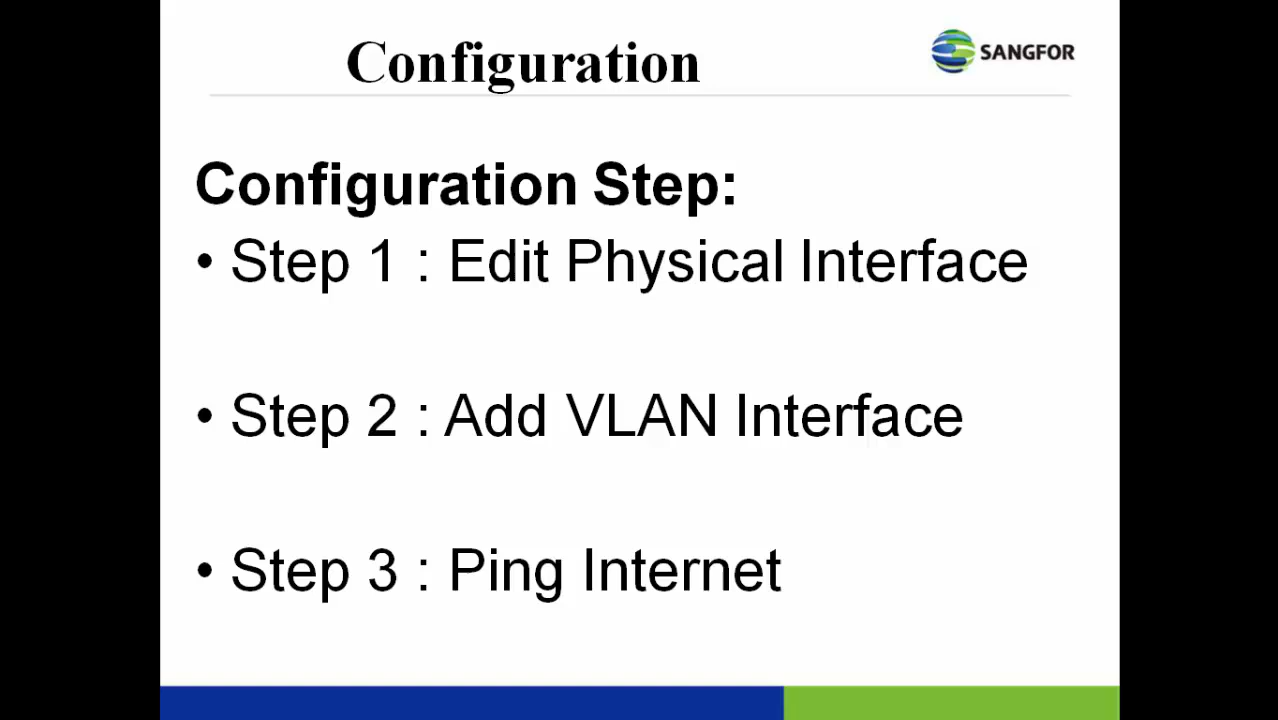 Configuration
SANGFOR
Configuration Step:
• Step 1 : Edit Physical Interface
• Step 2 : Add VLAN Interface
• Step 3 : Ping Internet